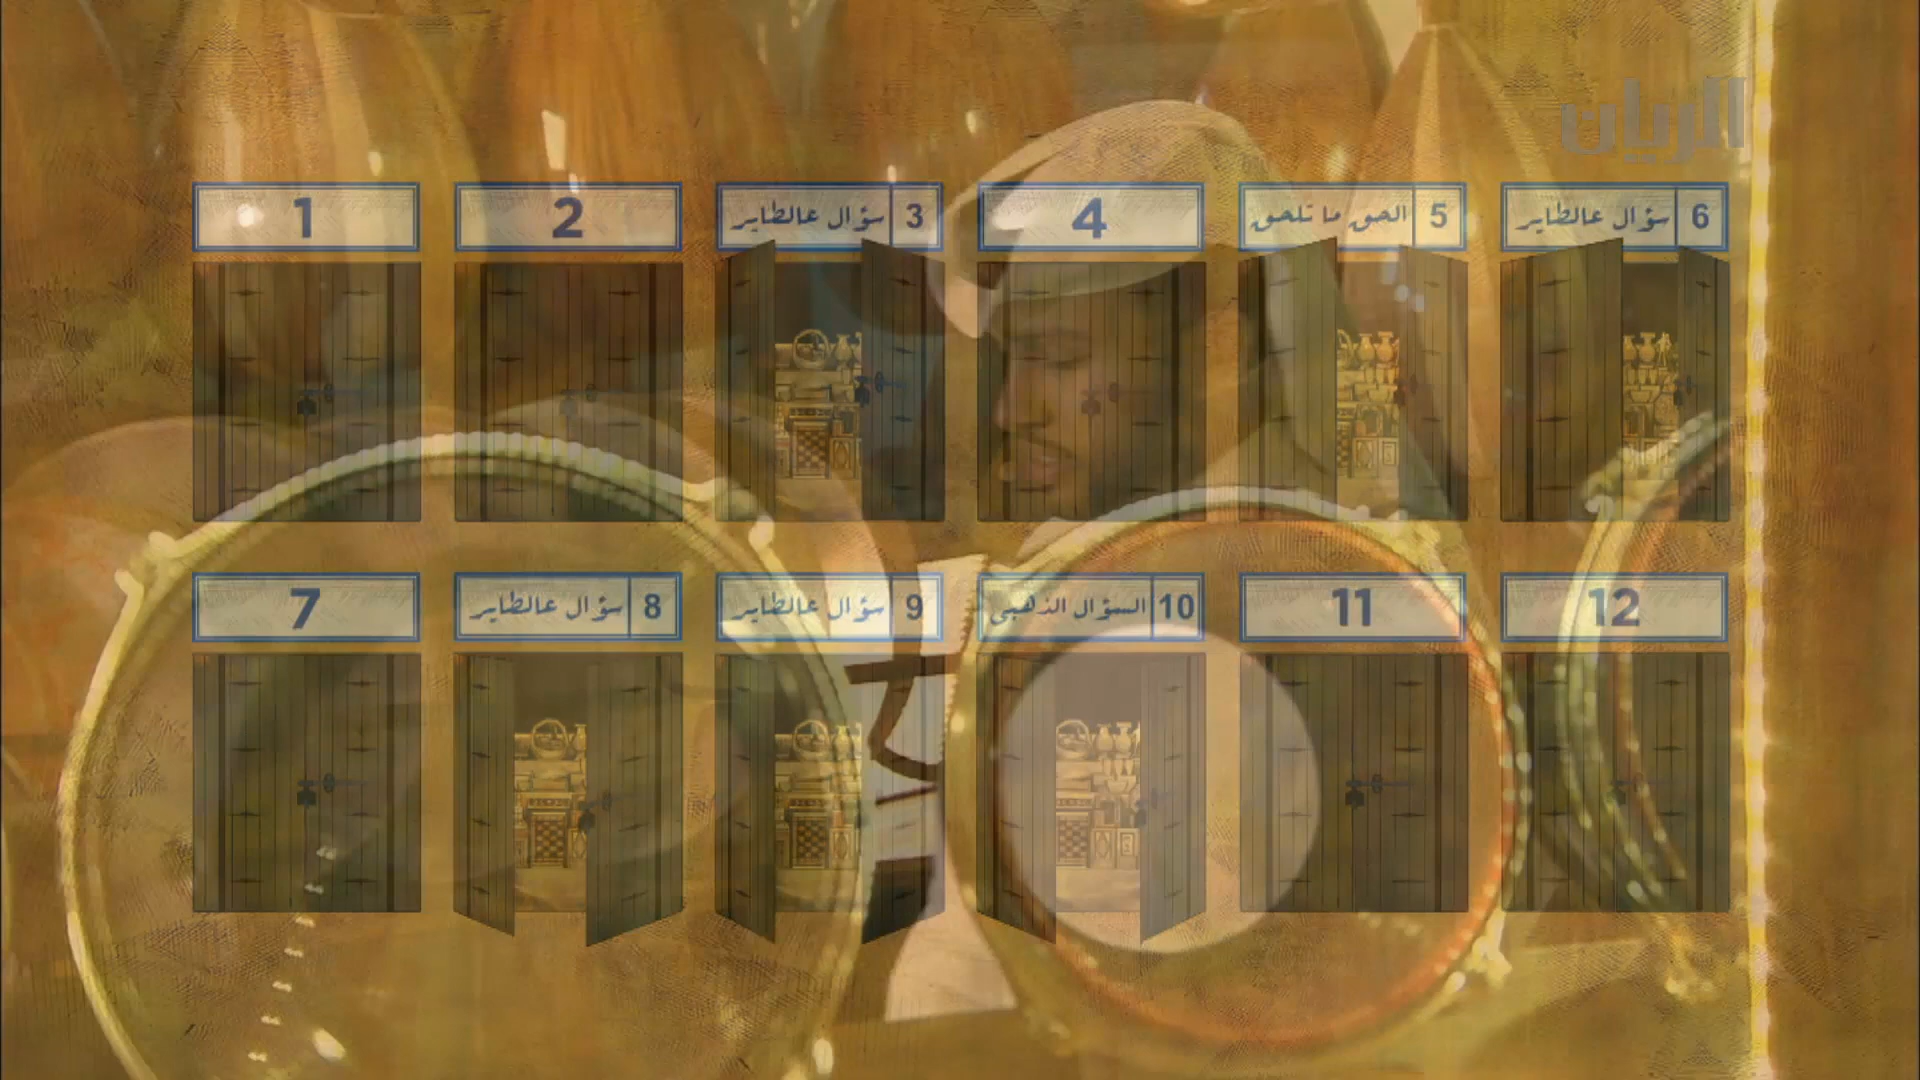 الريان
1
2
3 سؤال عالطاير
4
5 الحق ما تلحق
6 سؤال عالطاير
7
8 سؤال عالطاير
9 سؤال عالطاير
10 السؤال الذهبي
11
12